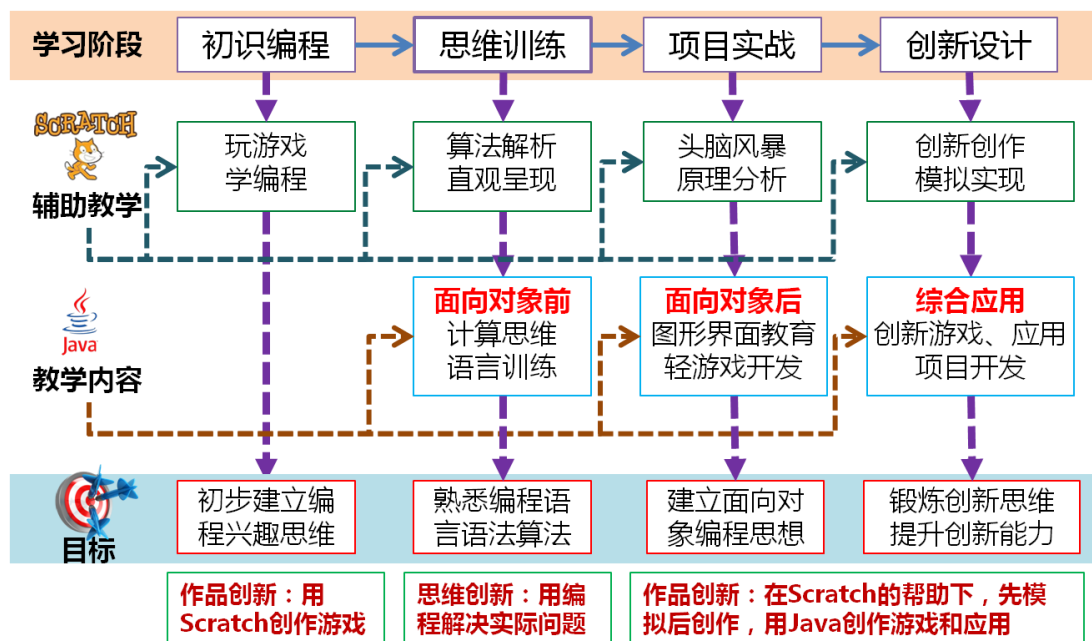 学习阶段
初识编程
思维训练
项目实战
创新设计
SCRATCH
辅助教学
玩游戏
学编程
算法解析
直观呈现
头脑风暴
原理分析
创新创作
模拟实现
Java
教学内容
面向对象前
计算思维
语言训练
面向对象后
图形界面教育
轻游戏开发
综合应用
创新游戏、应用
项目开发
目标
初步建立编
程兴趣思维
熟悉编程语
言语法算法
建立面向对
象编程思想
锻炼创新思维
提升创新能力
作品创新：用
Scratch创作游戏
思维创新：用编
程解决实际问题
作品创新：在Scratch的帮助下，先模
拟后创作，用Java创作游戏和应用